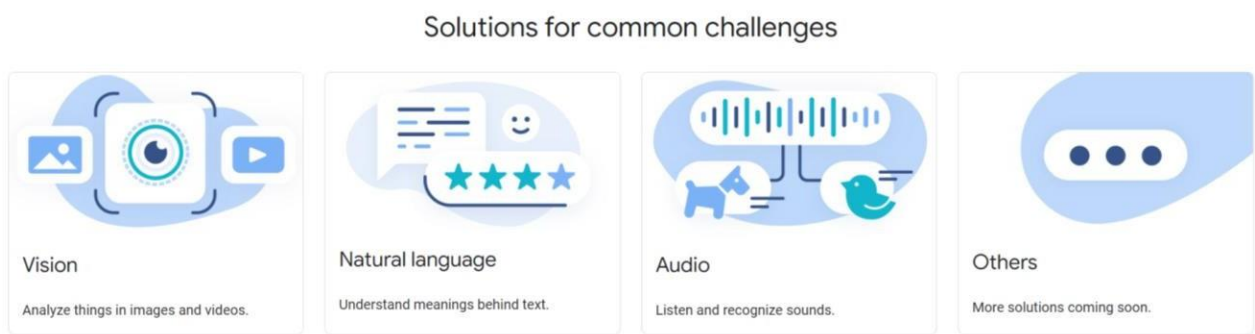 Solutions for common challenges
Vision
Analyze things in images and videos.
Natural language
Understand meanings behind text.
Audio
Listen and recognize sounds.
Others
More solutions coming soon.